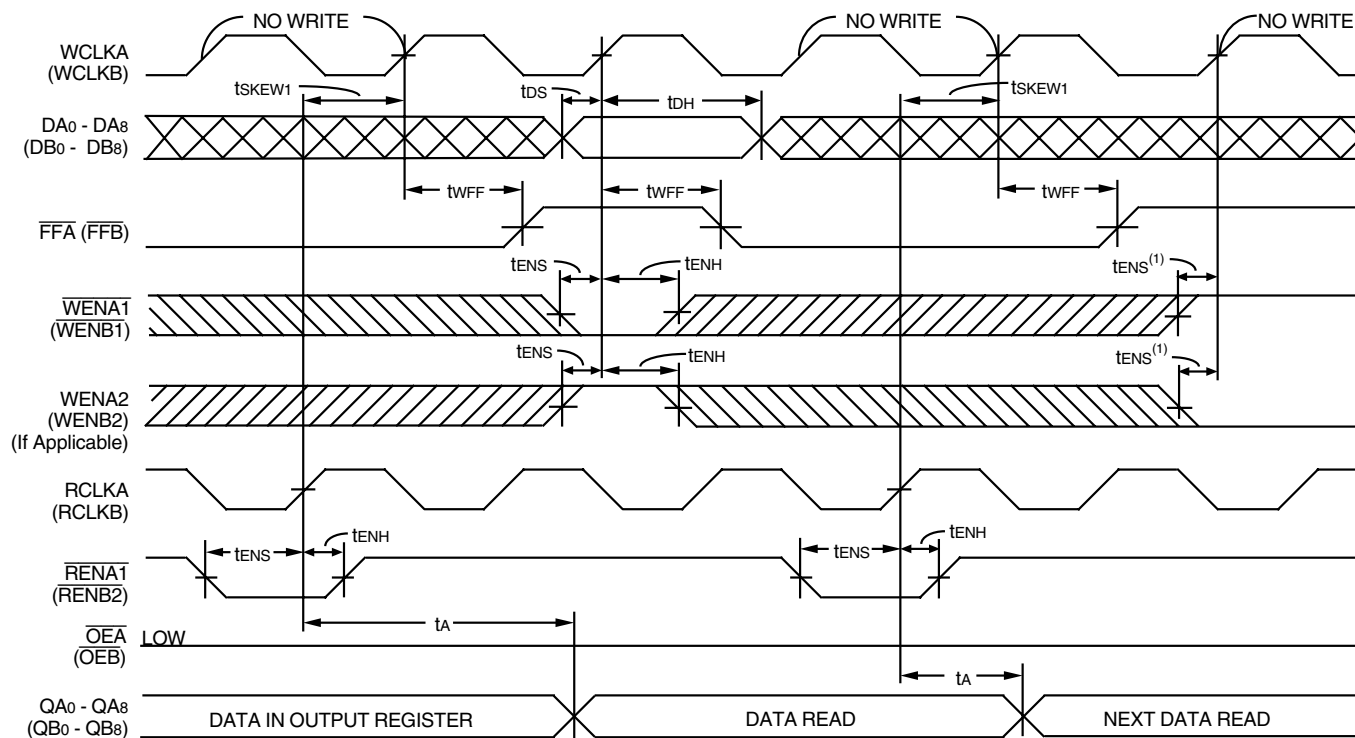 NO WRITE
NO WRITE
NO WRITE
WCLKA
(WCLKB)
tSKEW1
tDS
tDH
tSKEW1
DA0 - DA8
(DB0 - DB8)
tWFF
tWFF
tWFF
FFA (FFB)
tENS
tENH
tENS(1)
WENA1
(WENB1)
tENS
tENH
tENS(1)
WENA2
(WENB2)
(If Applicable)
RCLKA
(RCLKB)
tENS
tENH
tENS
tENH
RENA1
(RENB2)
tA
OEA LOW
(OEB)
tA
QA0 - QA8
(QB0 - QB8)
DATA IN OUTPUT REGISTER
DATA READ
NEXT DATA READ